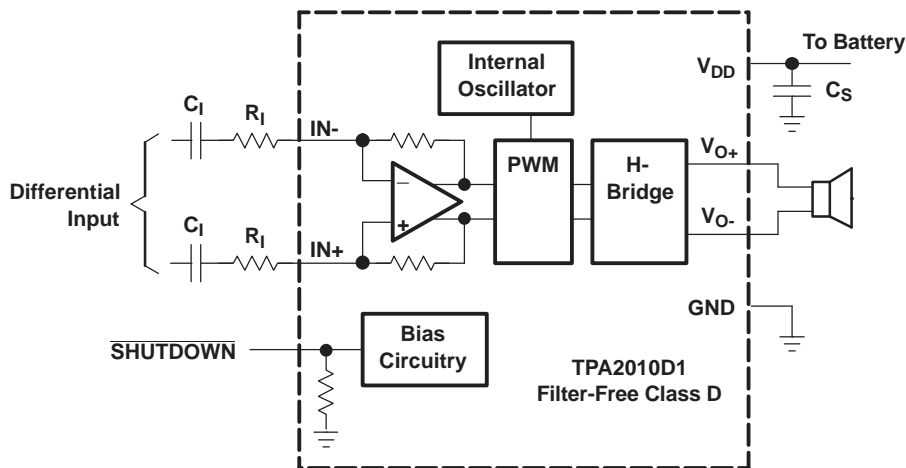 To Battery
V_DD
C_S
Internal
Oscillator
C_I
R_I
IN-
PWM
H-
Bridge
V_O+
V_O-
Differential
Input
C_I
R_I
IN+
−
+
GND
SHUTDOWN
Bias
Circuitry
TPA2010D1
Filter-Free Class D